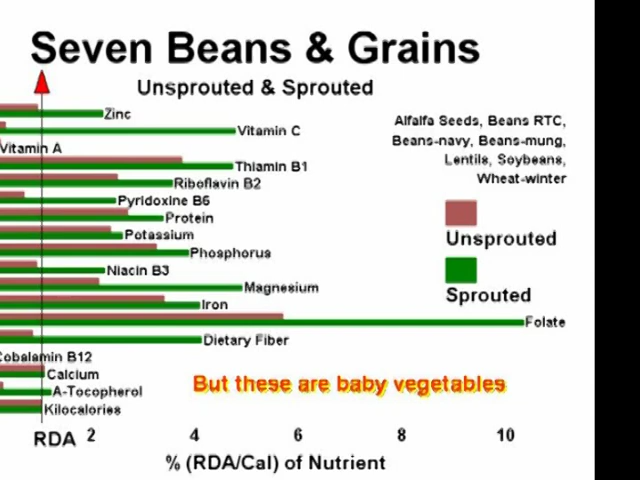 Seven Beans & Grains
Unsprouted & Sprouted
Zinc
Vitamin C
Vitamin A
Thiamin B1
Riboflavin B2
Pyridoxine B6
Protein
Potassium
Phosphorus
Niacin B3
Magnesium
Iron
Folate
Dietary Fiber
Cobalamin B12
Calcium
A-Tocopherol
Kilocalories
Alfalfa Seeds, Beans RTC,
Beans-navy, Beans-mung,
Lentils, Soybeans,
Wheat-winter
Unsprouted
Sprouted
But these are baby vegetables
RDA 2 4 6 8 10
% (RDA/Cal) of Nutrient